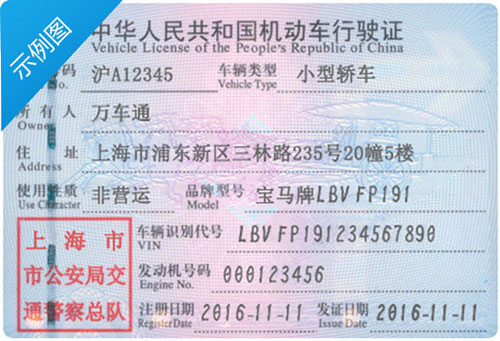 示例图
中华人民共和国机动车行驶证
Vehicle License of the People's Republic of China
号码 沪A12345 车辆类型 小型轿车
No. Vehicle Type
所有人 万车通
Owner
住址 上海市浦东新区三林路235号20幢5楼
Address
使用性质 非营运 品牌型号 宝马牌LBV FP191
Use Character Model
上海市
市公安局交
通警察总队
车辆识别代号 LBV FP191234567890
VIN
发动机号码 000123456
Engine No.
注册日期 2016-11-11 发证日期 2016-11-11
Register Date Issue Date